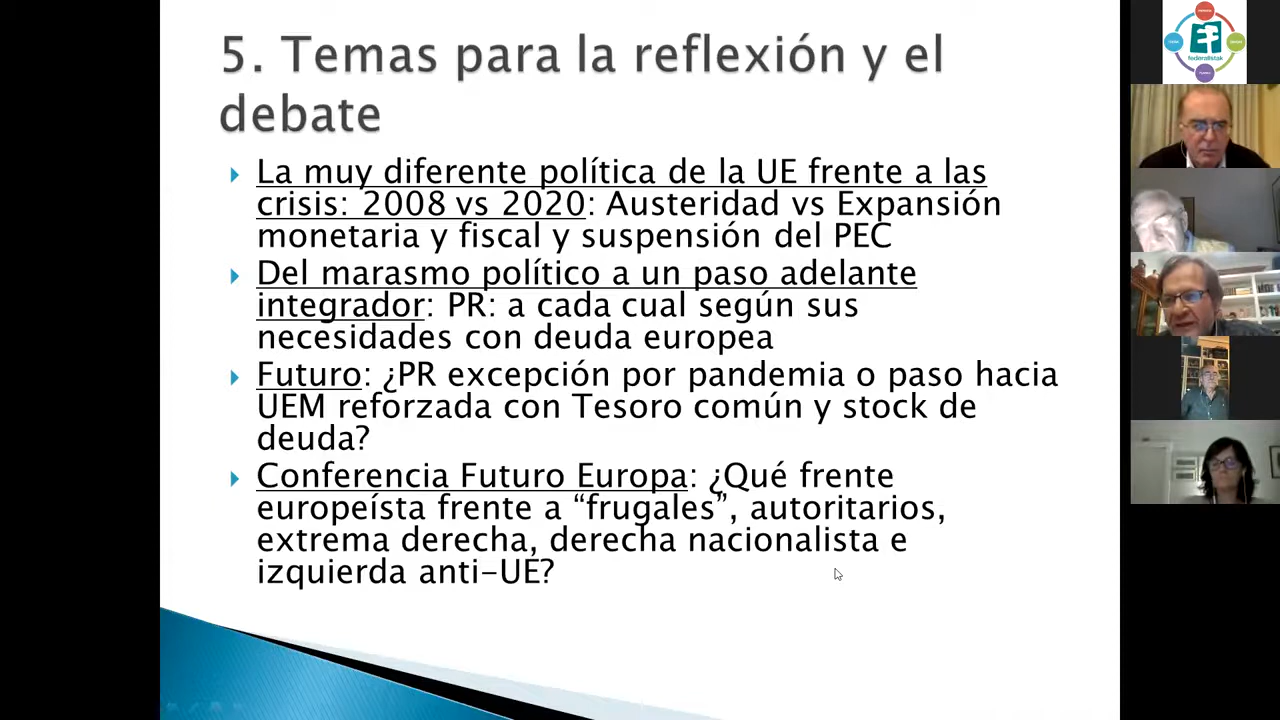 5. Temas para la reflexión y el
debate
La muy diferente política de la UE frente a las
crisis: 2008 vs 2020: Austeridad vs Expansión
monetaria y fiscal y suspensión del PEC
Del marasmo político a un paso adelante
integrador: PR: a cada cual según sus
necesidades con deuda europea
Futuro: ¿PR excepción por pandemia o paso hacia
UEM reforzada con Tesoro común y stock de
deuda?
Conferencia Futuro Europa: ¿Qué frente
europeísta frente a “frugales”, autoritarios,
extrema derecha, derecha nacionalista e
izquierda anti-UE?
federalistak